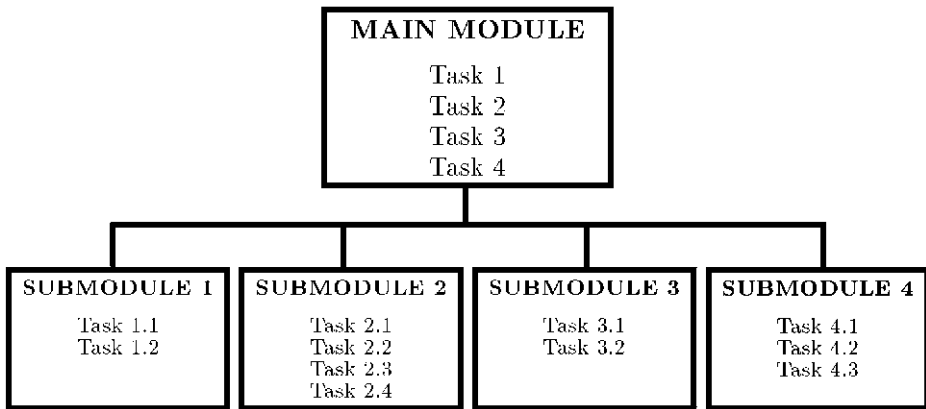 MAIN MODULE
Task 1
Task 2
Task 3
Task 4
SUBMODULE 1
Task 1.1
Task 1.2
SUBMODULE 2
Task 2.1
Task 2.2
Task 2.3
Task 2.4
SUBMODULE 3
Task 3.1
Task 3.2
SUBMODULE 4
Task 4.1
Task 4.2
Task 4.3